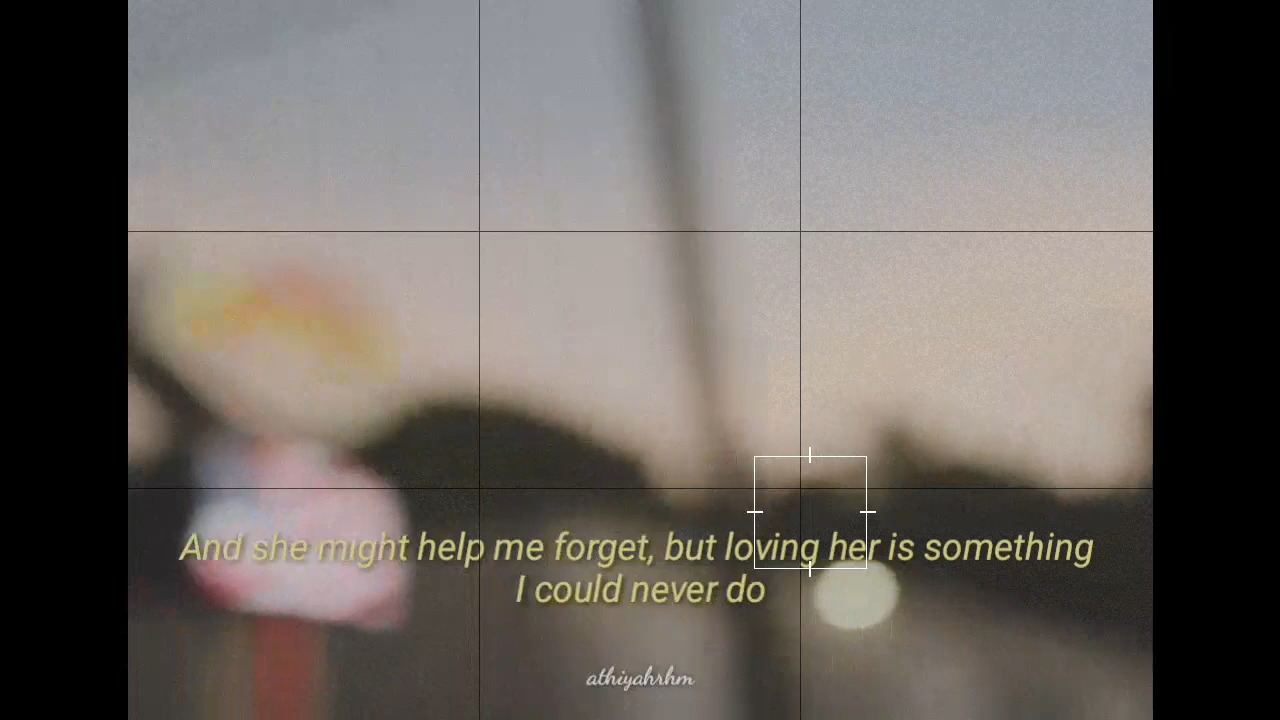 And she might help me forget, but loving her is something
I could never do
athiyahrhm